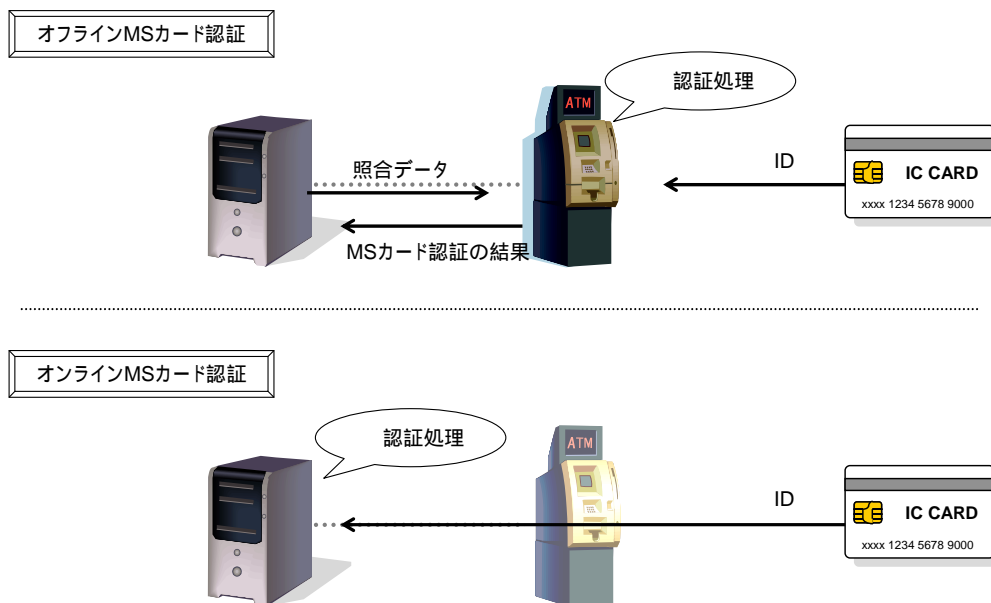 オフラインMSカード認証
認証処理
ATM
照合データ
ID
IC CARD
xxxx 1234 5678 9000
MSカード認証の結果
オンラインMSカード認証
認証処理
ATM
ID
IC CARD
xxxx 1234 5678 9000